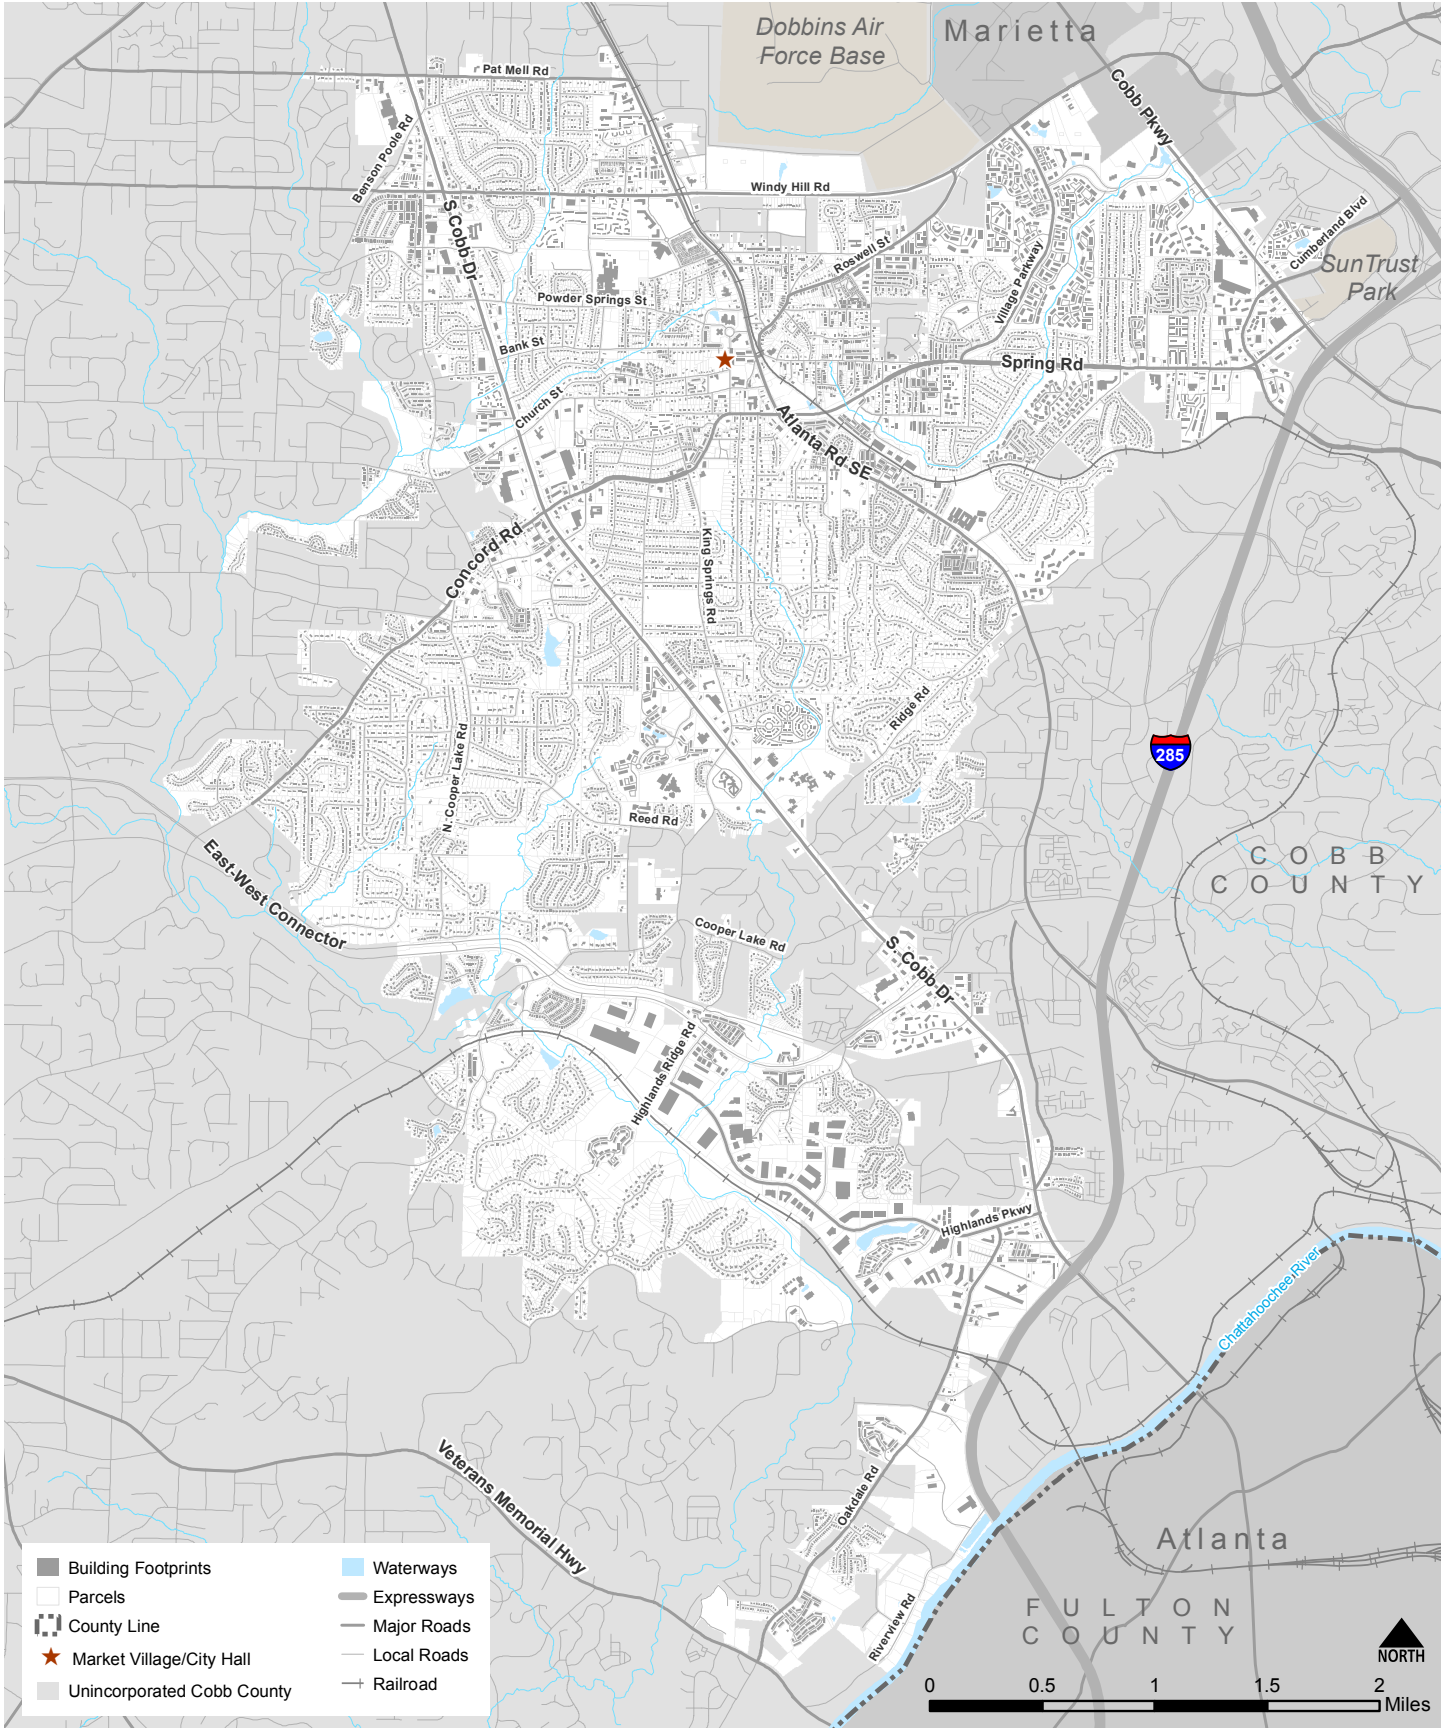 Dobbins Air
Force Base
Marietta
Pat Mell Rd
Cobb Pkwy
Benson Poole Rd
Windy Hill Rd
S Cobb Dr
Cumberland Blvd
Roswell St
SunTrust
Park
Village Parkway
Powder Springs St
Bank St
Spring Rd
Church St
Atlanta Rd SE
Concord Rd
King Springs Rd
Ridge Rd
N. Cooper Lake Rd
285
Reed Rd
COBB
COUNTY
East-West Connector
Cooper Lake Rd
S. Cobb Dr
Highlands Ridge Rd
Highlands Pkwy
Chattahoochee River
Veterans Memorial Hwy
Oakdale Rd
Atlanta
Riverview Rd
FULTON
COUNTY
Building Footprints
Parcels
County Line
Market Village/City Hall
Unincorporated Cobb County
Waterways
Expressways
Major Roads
Local Roads
Railroad
NORTH
0 0.5 1 1.5 2
Miles